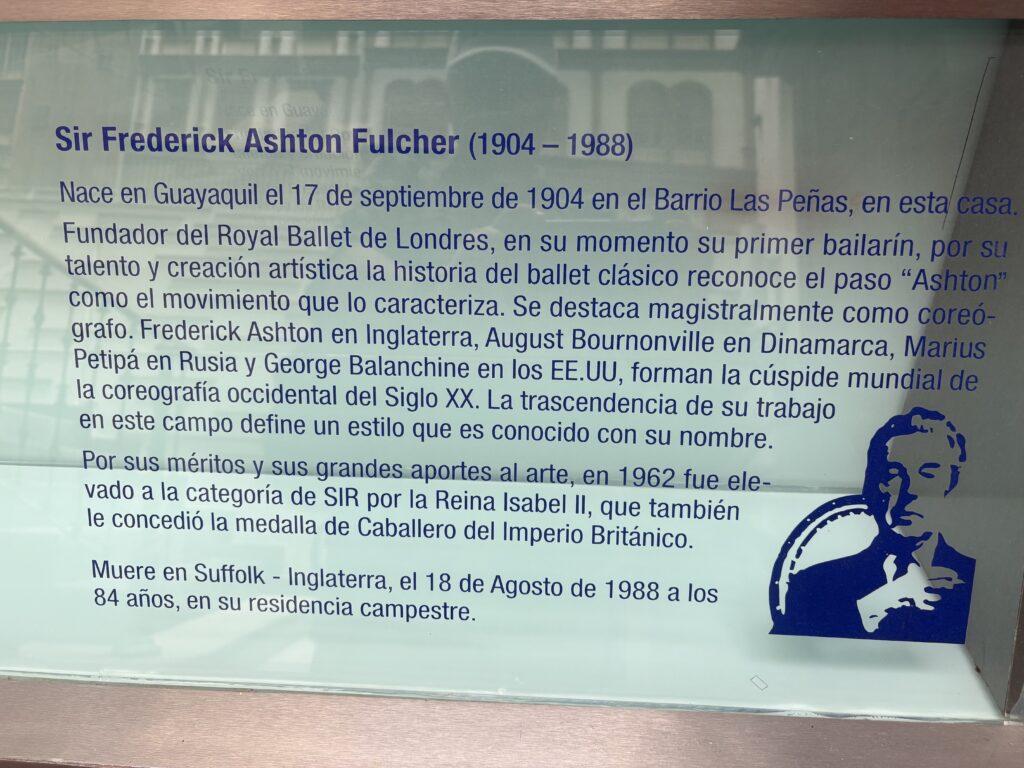 Sir Frederick Ashton Fulcher (1904 – 1988)
Nace en Guayaquil el 17 de septiembre de 1904 en el Barrio Las Peñas, en esta casa.
Fundador del Royal Ballet de Londres, en su momento su primer bailarín, por su
talento y creación artística la historia del ballet clásico reconoce el paso “Ashton”
como el movimiento que lo caracteriza. Se destaca magistralmente como coreó-
grafo. Frederick Ashton en Inglaterra, August Bournonville en Dinamarca, Marius
Petipá en Rusia y George Balanchine en los EE.UU, forman la cúspide mundial de
la coreografía occidental del Siglo XX. La trascendencia de su trabajo
en este campo define un estilo que es conocido con su nombre.
Por sus méritos y sus grandes aportes al arte, en 1962 fue ele-
vado a la categoría de SIR por la Reina Isabel II, que también
le concedió la medalla de Caballero del Imperio Británico.
Muere en Suffolk - Inglaterra, el 18 de Agosto de 1988 a los
84 años, en su residencia campestre.